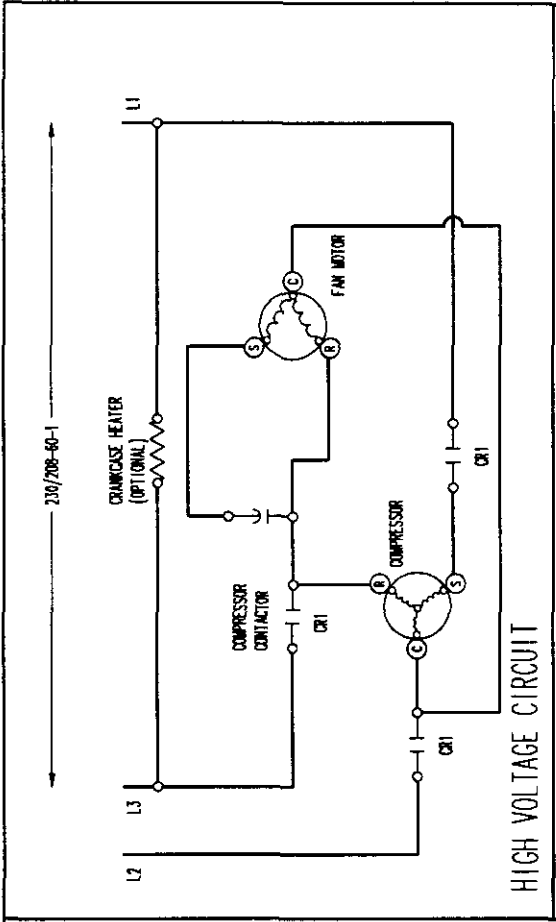 230/208-60-1
L3
L2
L1
CRANKCASE HEATER
(OPTIONAL)
COMPRESSOR
CONTACTOR
CR1
S
C
R
FAN MOTOR
COMPRESSOR
R
C
S
CR1
CR1
HIGH VOLTAGE CIRCUIT